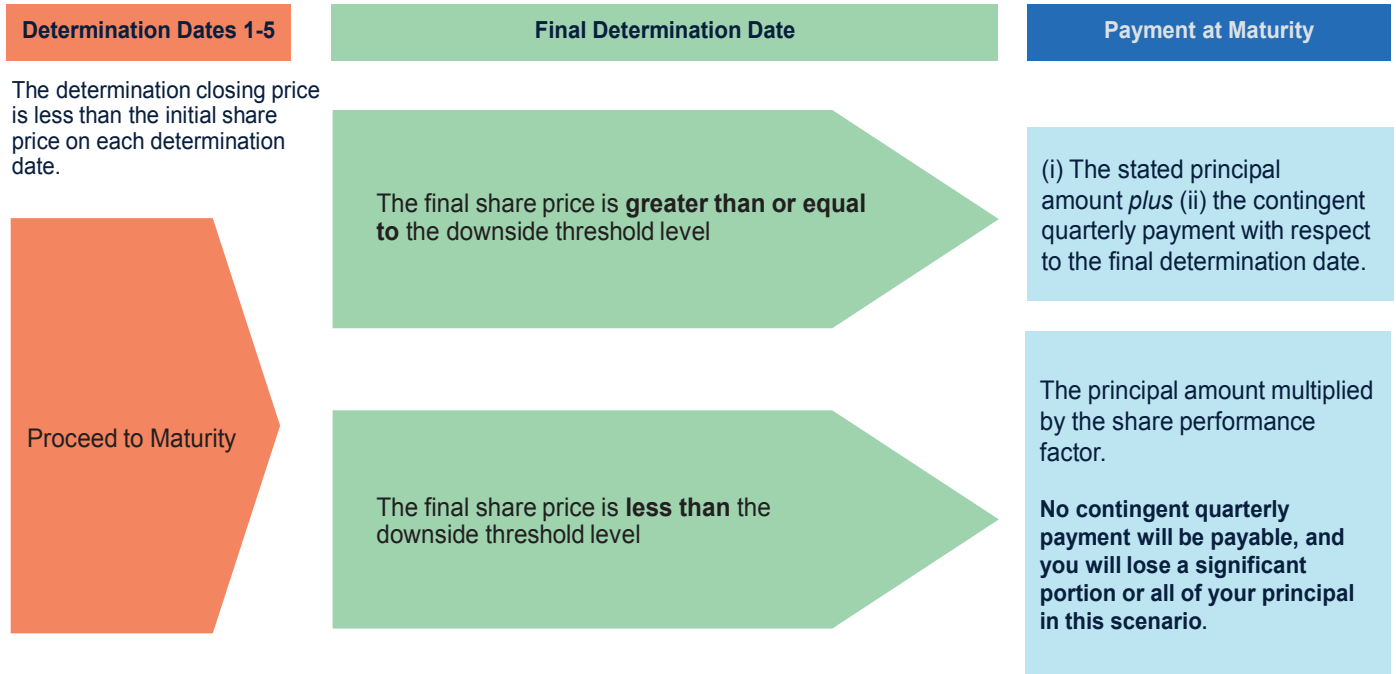 Determination Dates 1-5
Final Determination Date
Payment at Maturity
The determination closing price
is less than the initial share
price on each determination
date.
Proceed to Maturity
The final share price is greater than or equal
to the downside threshold level
(i) The stated principal
amount plus (ii) the contingent
quarterly payment with respect
to the final determination date.
The final share price is less than the
downside threshold level
The principal amount multiplied
by the share performance
factor.
No contingent quarterly
payment will be payable, and
you will lose a significant
portion or all of your principal
in this scenario.